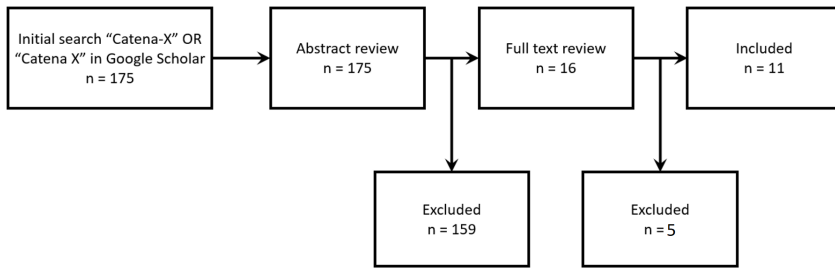 Initial search “Catena-X” OR
“Catena X” in Google Scholar
n = 175
Abstract review
n = 175
Full text review
n = 16
Included
n = 11
Excluded
n = 159
Excluded
n = 5